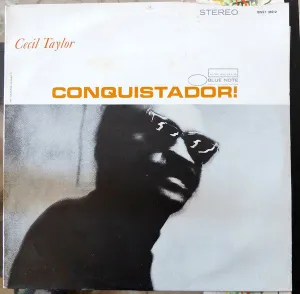 STEREO
Cecil Taylor
BLUE NOTE
CONQUISTADOR!